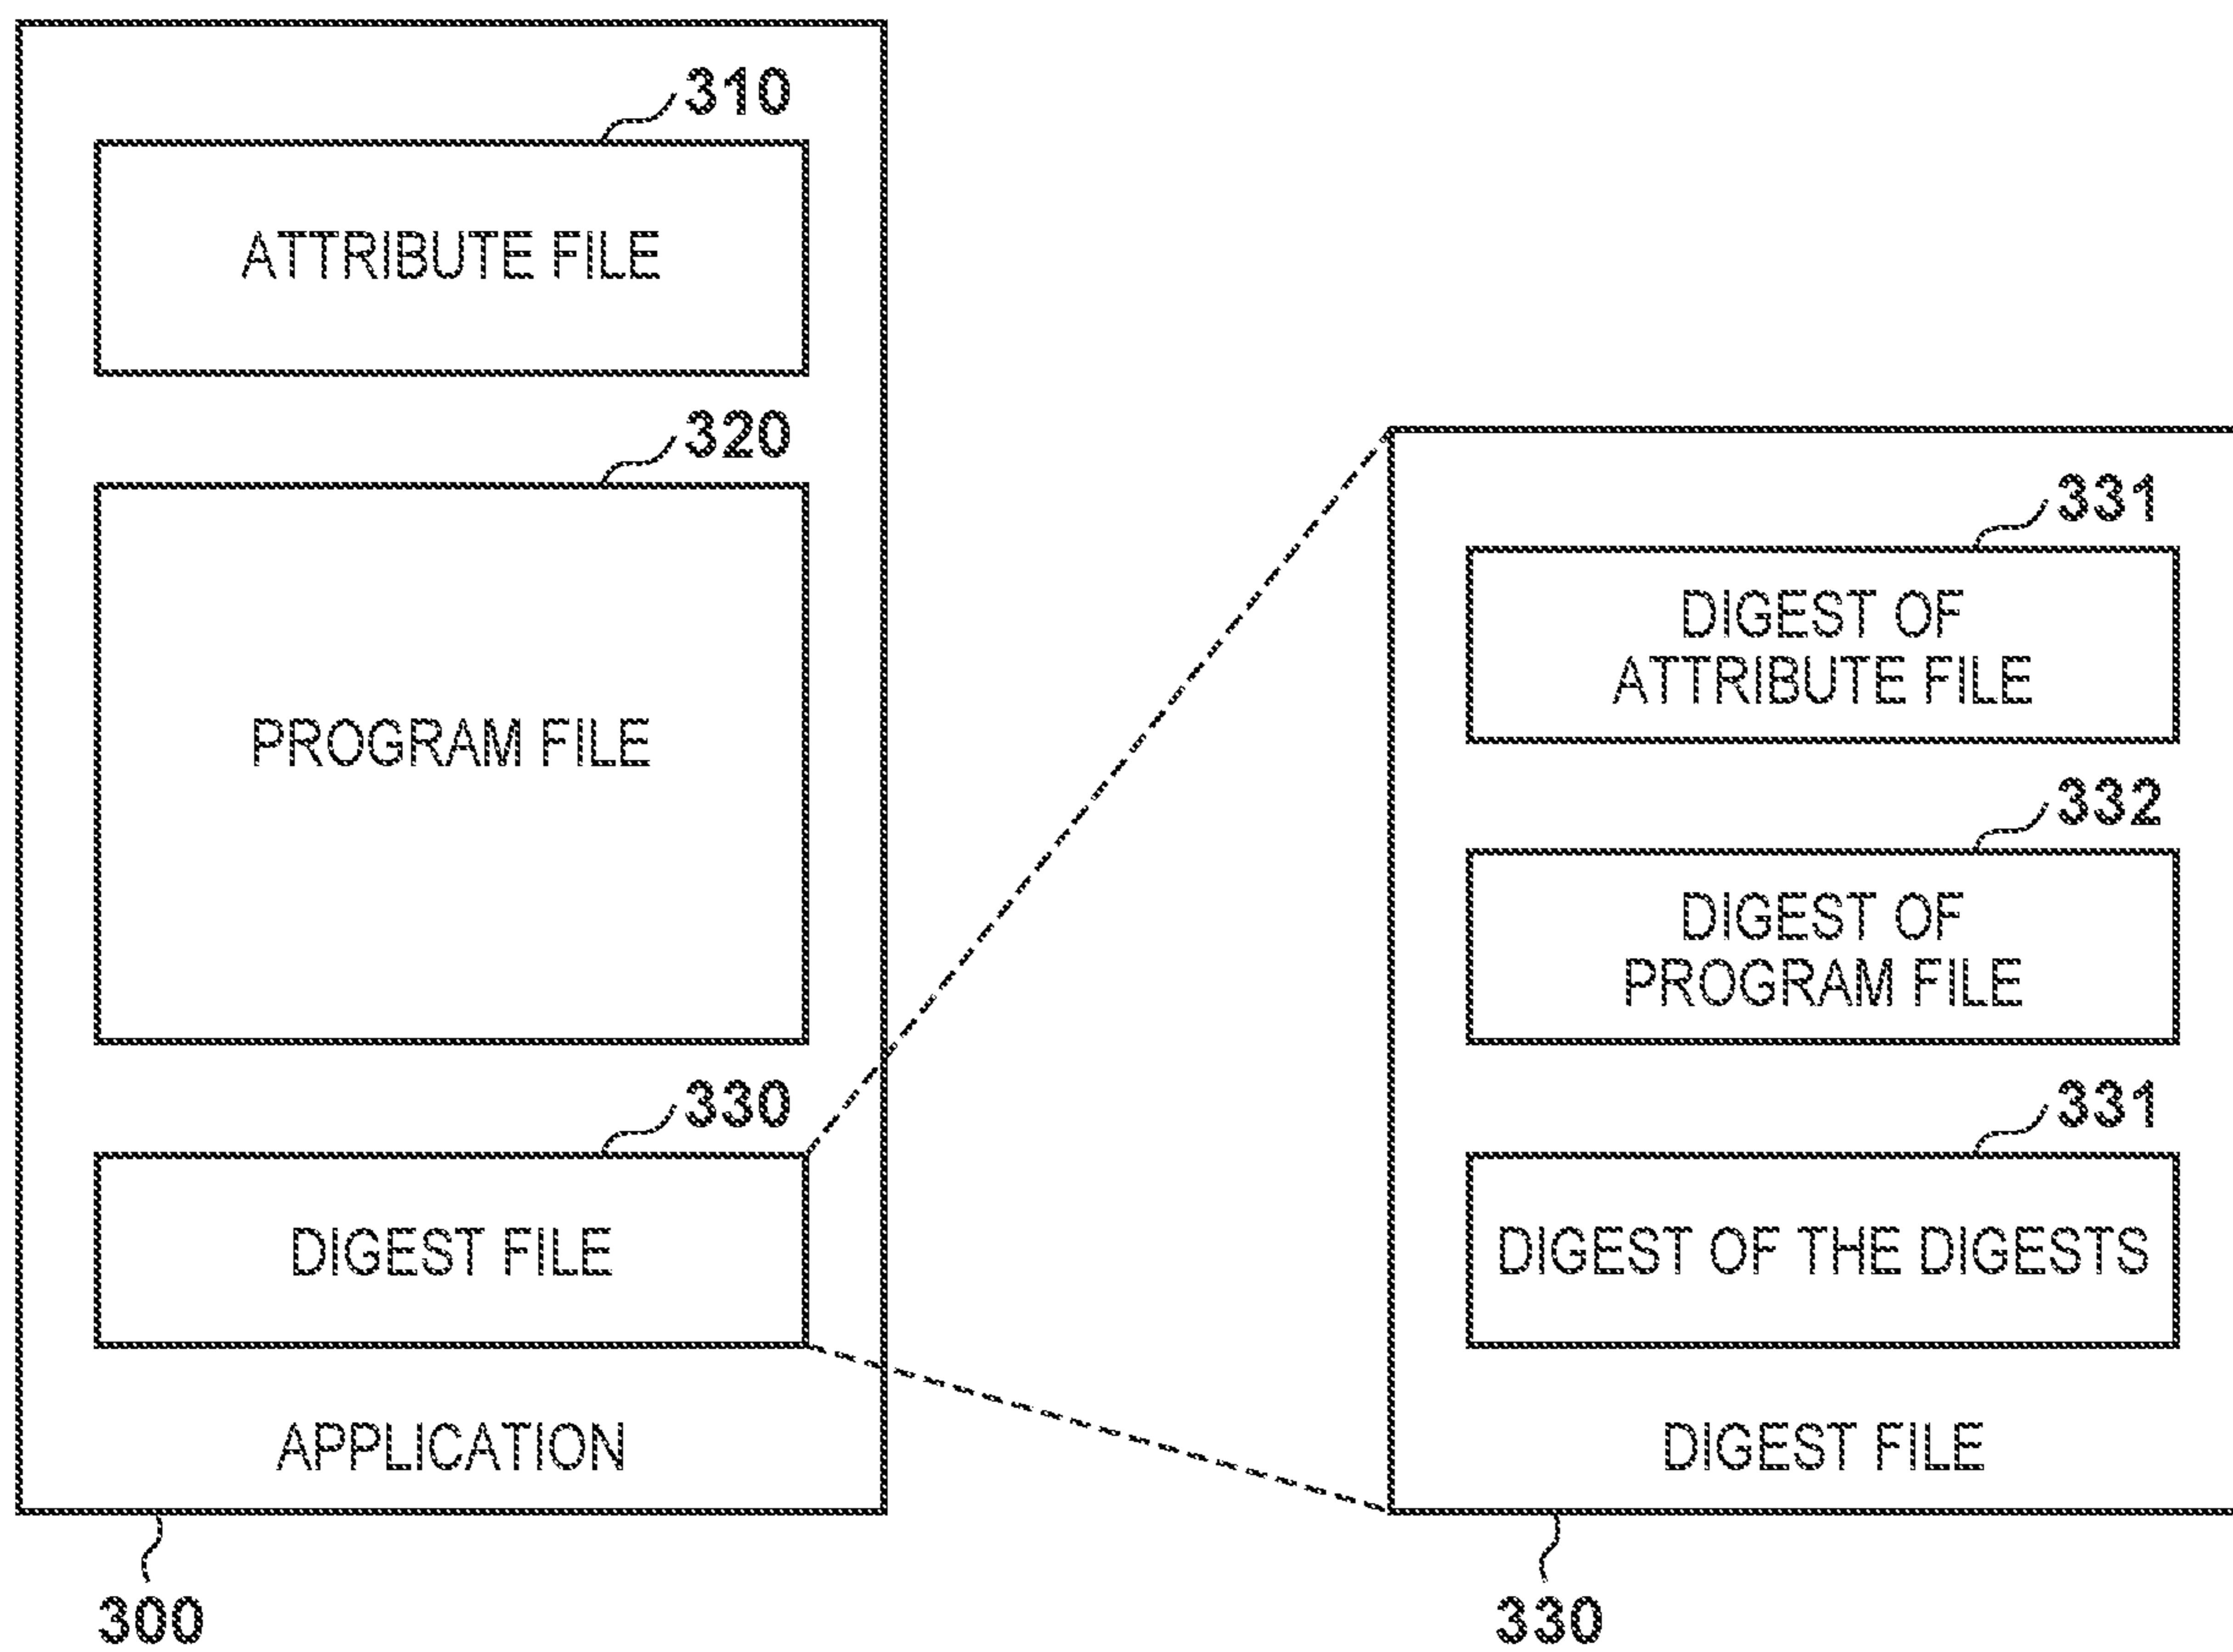 310
ATTRIBUTE FILE
320
PROGRAM FILE
330
DIGEST FILE
APPLICATION
300
331
DIGEST OF
ATTRIBUTE FILE
332
DIGEST OF
PROGRAM FILE
331
DIGEST OF THE DIGESTS
DIGEST FILE
330